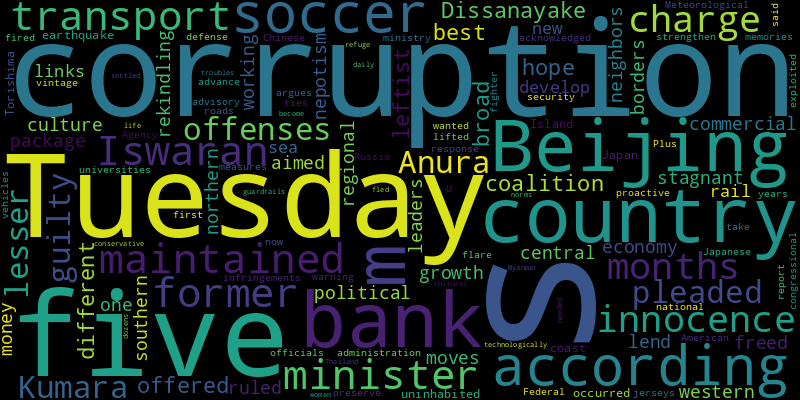 transport soccer Dissanayake Meteorological charge said
fired earthquake defense Chinese ministry best new acknowledged strengthen memories
corruption
Torishima links vintage settled rekindling working refuge daily nepotism leftist hope develop security fighter neighbors borders exploited
troubles advance advisory roads argues ties become
culture Agency life offenses lifted wanted response broad Island commercial
package Iswaran sea aimed Anura Beijing Japan Plus stagnant
universities measures Russia
vehicles Tuesday northern guardrails regional fled U leaders coalition norms proactive rail years
first country take
lesser guilty conservative now maintained m flare central economy Japanese
different infringements warning cultural growth Myanmar months congressional
money five one dozens southern former political bank S needed pleaded report
national innocence
technologically coast lend American freed
officials administration moves
Kumara offered ruled Thailand minister according
women preserve uninhabited Federal occurred jerseys western